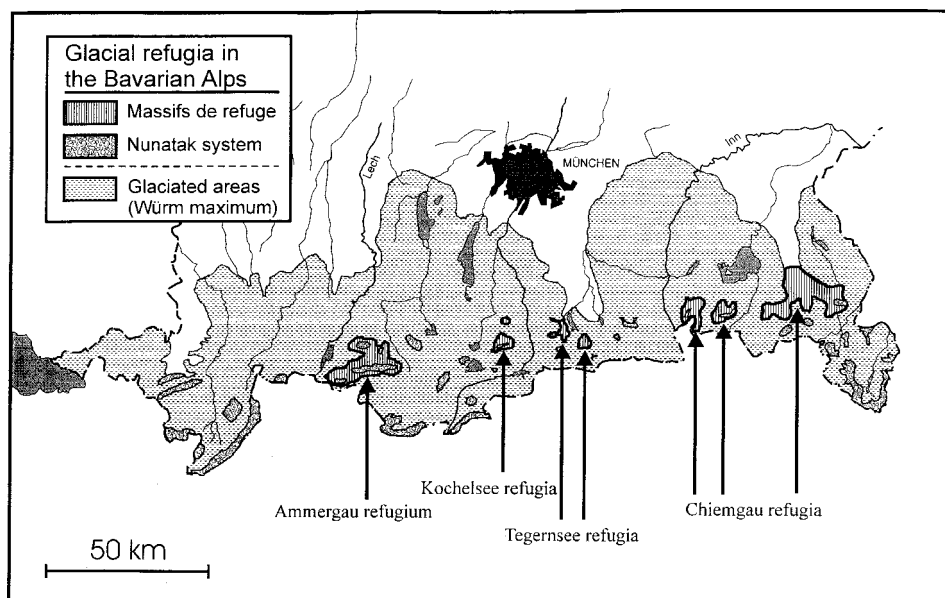 Glacial refugia in
the Bavarian Alps
Massifs de refuge
Nunatak system
Glaciated areas
(Würm maximum)
Lech
MÜNCHEN
Inn
Ammergau refugium
Kochelsee refugia
Tegernsee refugia
Chiemgau refugia
50 km